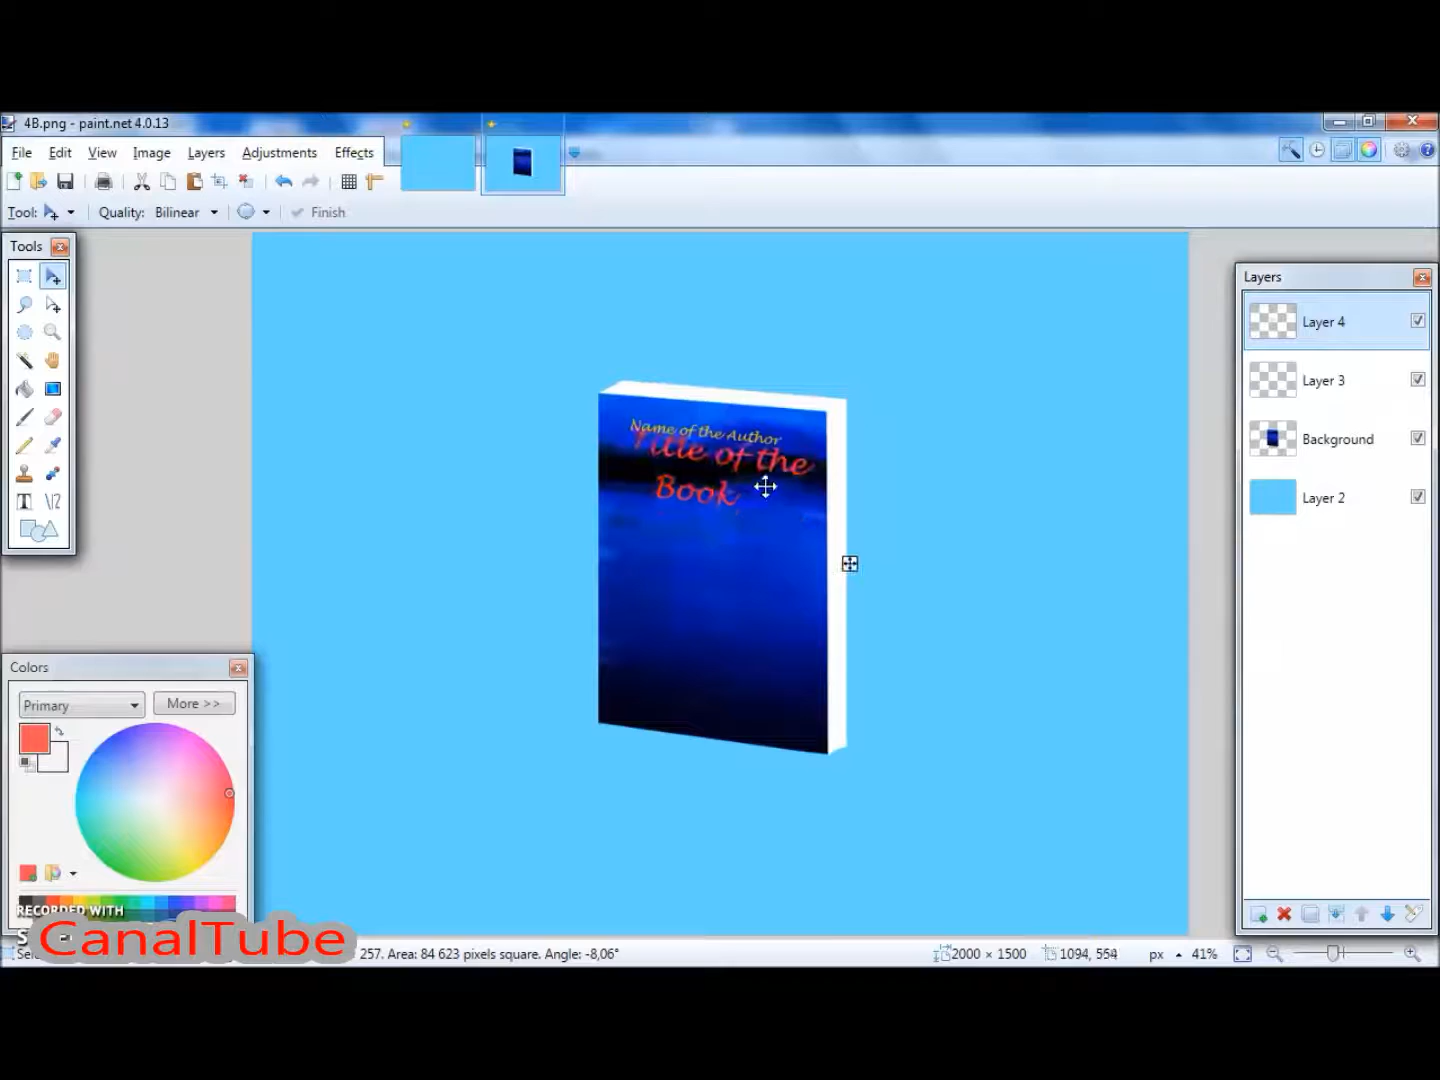 4B.png - paint.net 4.0.13
File Edit View Image Layers Adjustments Effects
Tool: Quality: Bilinear Finish
Tools
Layers
Layer 4
Layer 3
Background
Layer 2
Name of the Author
Title of the
Book
Colors
Primary More >>
RECORDED WITH
CanalTube
257. Area: 84 623 pixels square. Angle: -8,06°
2000 × 1500 1094, 554 px 41%